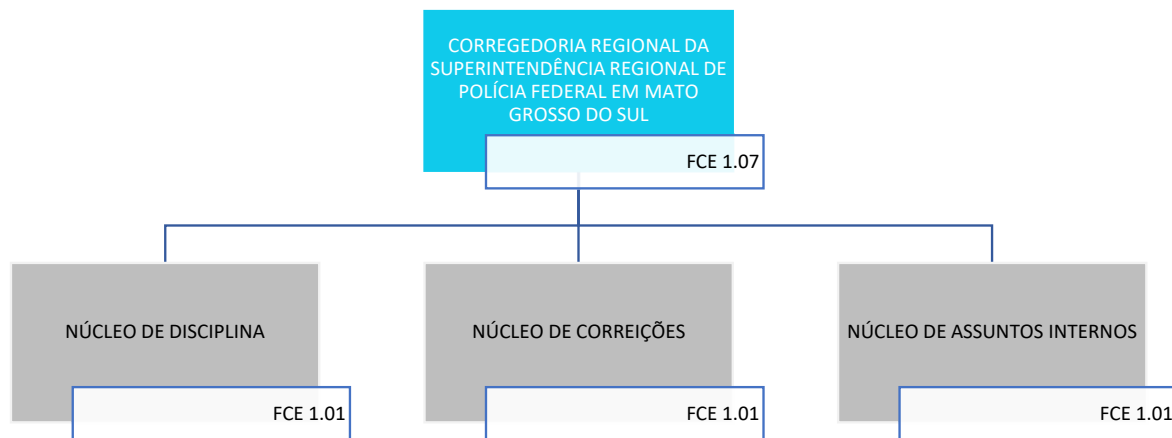 CORREGEDORIA REGIONAL DA
SUPERINTENDÊNCIA REGIONAL DE
POLÍCIA FEDERAL EM MATO
GROSSO DO SUL
FCE 1.07
NÚCLEO DE DISCIPLINA
FCE 1.01
NÚCLEO DE CORREIÇÕES
FCE 1.01
NÚCLEO DE ASSUNTOS INTERNOS
FCE 1.01